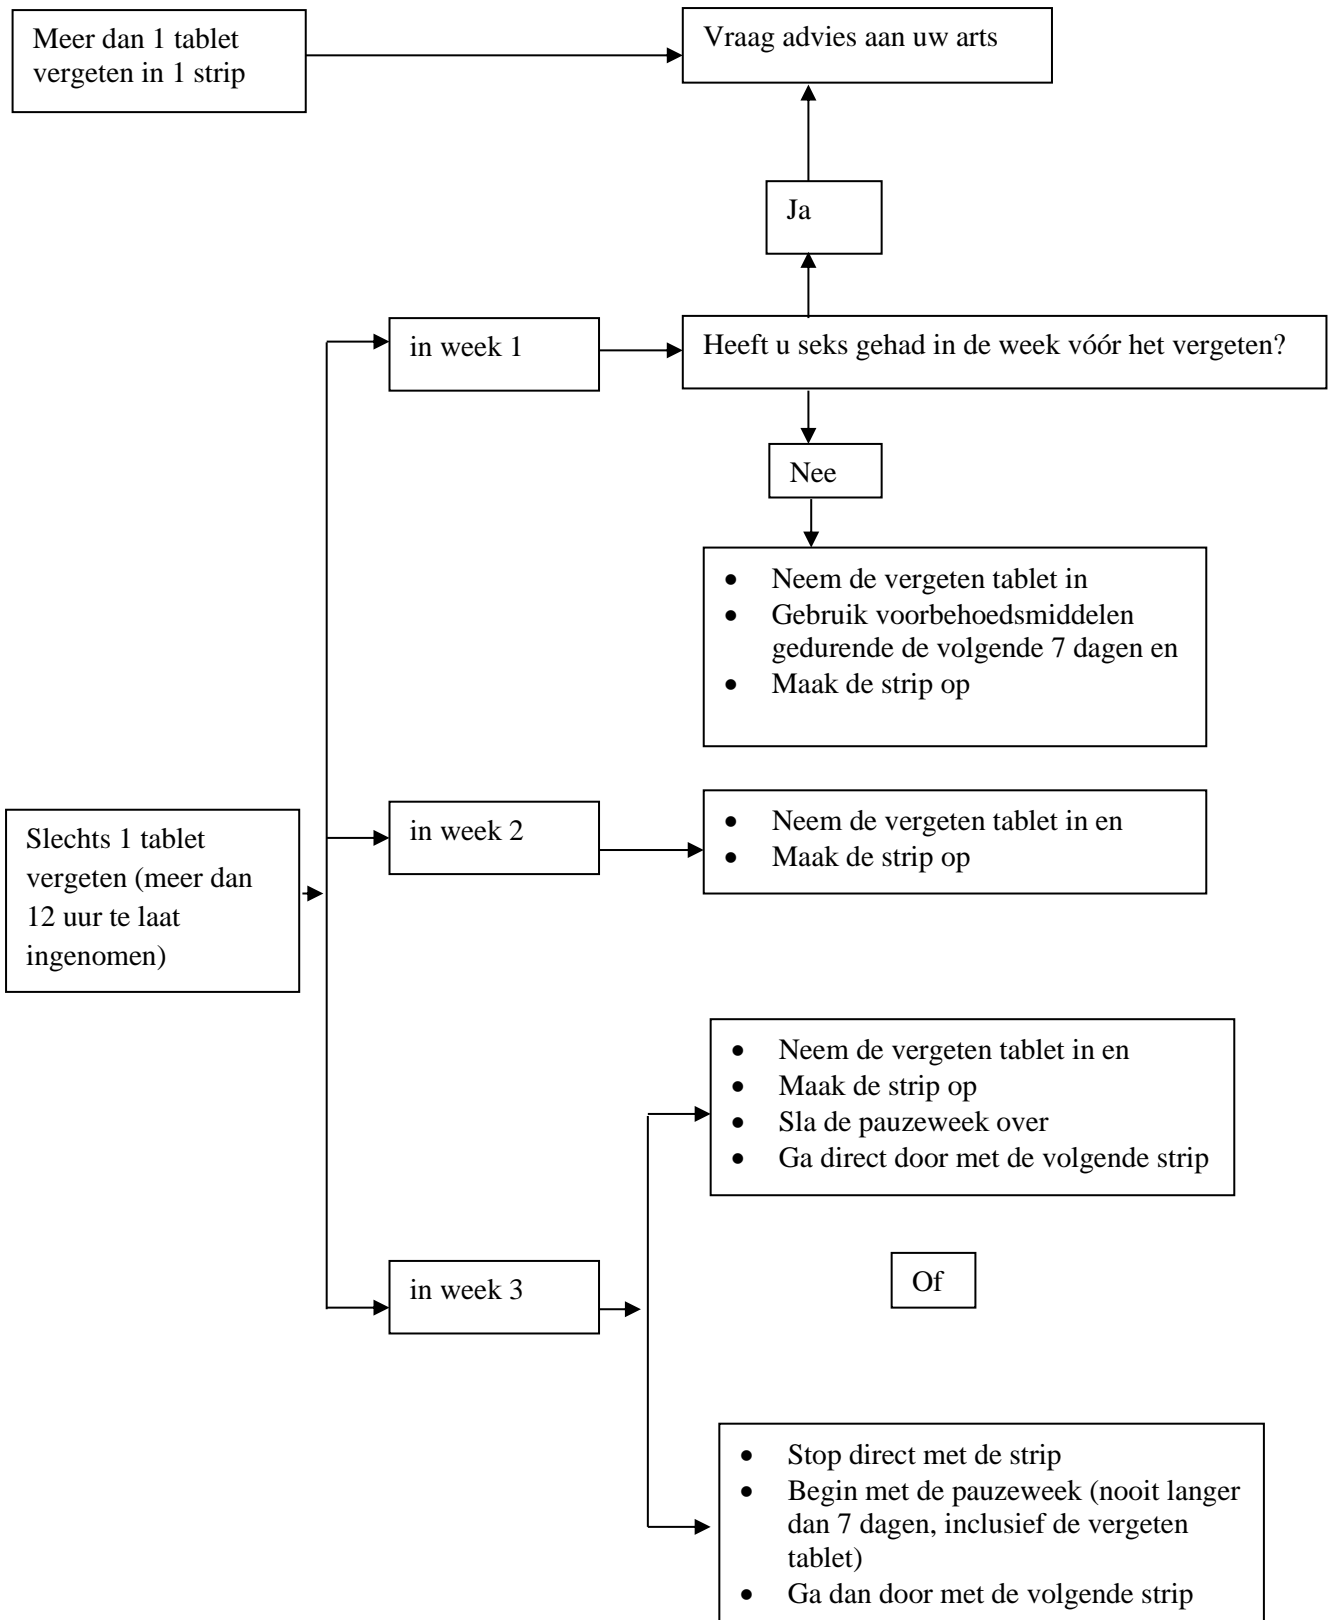 Meer dan 1 tablet
vergeten in 1 strip
Vraag advies aan uw arts
Ja
in week 1
Heeft u seks gehad in de week vóór het vergeten?
Nee
• Neem de vergeten tablet in
• Gebruik voorbehoedsmiddelen
gedurende de volgende 7 dagen en
• Maak de strip op
Slechts 1 tablet
vergeten (meer dan
12 uur te laat
ingenomen)
in week 2
• Neem de vergeten tablet in en
• Maak de strip op
• Neem de vergeten tablet in en
• Maak de strip op
• Sla de pauzeweek over
• Ga direct door met de volgende strip
in week 3
Of
• Stop direct met de strip
• Begin met de pauzeweek (nooit langer
dan 7 dagen, inclusief de vergeten
tablet)
• Ga dan door met de volgende strip